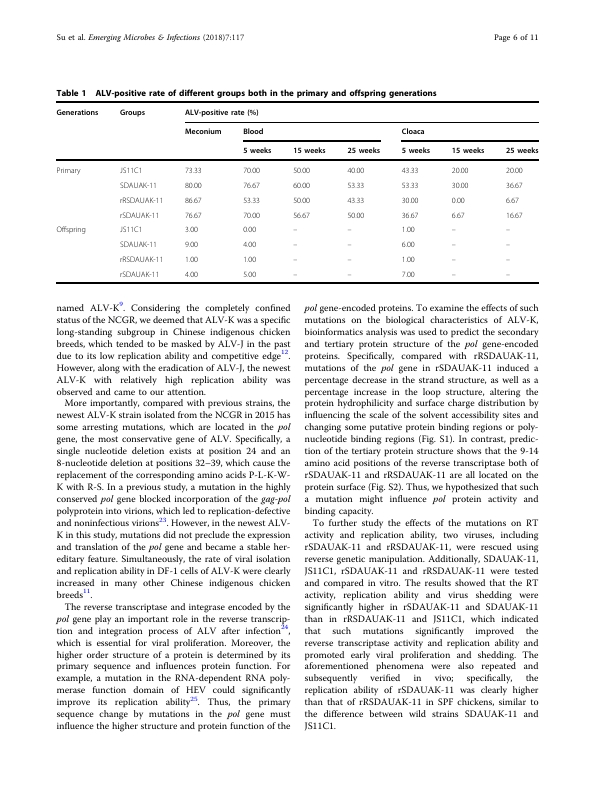 Su et al. Emerging Microbes & Infections (2018)7:117 Page 6 of 11
Table 1 ALV-positive rate of different groups both in the primary and offspring generations
Generations Groups ALV-positive rate (%)
Meconium Blood Cloaca
5 weeks 15 weeks 25 weeks 5 weeks 15 weeks 25 weeks
Primary JS11C1 73.33 70.00 50.00 40.00 43.33 20.00 20.00
SDAUAK-11 80.00 76.67 60.00 53.33 53.33 30.00 36.67
rRSDAUAK-11 86.67 53.33 50.00 43.33 30.00 0.00 6.67
rSDAUAK-11 76.67 70.00 56.67 50.00 36.67 6.67 16.67
Offspring JS11C1 3.00 0.00 – – 1.00 – –
SDAUAK-11 9.00 4.00 – – 6.00 – –
rRSDAUAK-11 1.00 1.00 – – 1.00 – –
rSDAUAK-11 4.00 5.00 – – 7.00 – –
named ALV-K9. Considering the completely confined
status of the NCGR, we deemed that ALV-K was a specific
long-standing subgroup in Chinese indigenous chicken
breeds, which tended to be masked by ALV-J in the past
due to its low replication ability and competitive edge12.
However, along with the eradication of ALV-J, the newest
ALV-K with relatively high replication ability was
observed and came to our attention.
More importantly, compared with previous strains, the
newest ALV-K strain isolated from the NCGR in 2015 has
some arresting mutations, which are located in the pol
gene, the most conservative gene of ALV. Specifically, a
single nucleotide deletion exists at position 24 and an
8-nucleotide deletion at positions 32–39, which cause the
replacement of the corresponding amino acids P-L-K-W-
K with R-S. In a previous study, a mutation in the highly
conserved pol gene blocked incorporation of the gag-pol
polyprotein into virions, which led to replication-defective
and noninfectious virions23. However, in the newest ALV-
K in this study, mutations did not preclude the expression
and translation of the pol gene and became a stable her-
editary feature. Simultaneously, the rate of viral isolation
and replication ability in DF-1 cells of ALV-K were clearly
increased in many other Chinese indigenous chicken
breeds11.
The reverse transcriptase and integrase encoded by the
pol gene play an important role in the reverse transcrip-
tion and integration process of ALV after infection24,
which is essential for viral proliferation. Moreover, the
higher order structure of a protein is determined by its
primary sequence and influences protein function. For
example, a mutation in the RNA-dependent RNA poly-
merase function domain of HEV could significantly
improve its replication ability25. Thus, the primary
sequence change by mutations in the pol gene must
influence the higher structure and protein function of the
pol gene-encoded proteins. To examine the effects of such
mutations on the biological characteristics of ALV-K,
bioinformatics analysis was used to predict the secondary
and tertiary protein structure of the pol gene-encoded
proteins. Specifically, compared with rRSDAUAK-11,
mutations of the pol gene in rSDAUAK-11 induced a
percentage decrease in the strand structure, as well as a
percentage increase in the loop structure, altering the
protein hydrophilicity and surface charge distribution by
influencing the scale of the solvent accessibility sites and
changing some putative protein binding regions or poly-
nucleotide binding regions (Fig. S1). In contrast, predic-
tion of the tertiary protein structure shows that the 9-14
amino acid positions of the reverse transcriptase both of
rSDAUAK-11 and rRSDAUAK-11 are all located on the
protein surface (Fig. S2). Thus, we hypothesized that such
a mutation might influence pol protein activity and
binding capacity.
To further study the effects of the mutations on RT
activity and replication ability, two viruses, including
rSDAUAK-11 and rRSDAUAK-11, were rescued using
reverse genetic manipulation. Additionally, SDAUAK-11,
JS11C1, rSDAUAK-11 and rRSDAUAK-11 were tested
and compared in vitro. The results showed that the RT
activity, replication ability and virus shedding were
significantly higher in rSDAUAK-11 and SDAUAK-11
than in rRSDAUAK-11 and JS11C1, which indicated
that such mutations significantly improved the
reverse transcriptase activity and replication ability and
promoted early viral proliferation and shedding. The
aforementioned phenomena were also repeated and
subsequently verified in vivo; specifically, the
replication ability of rSDAUAK-11 was clearly higher
than that of rRSDAUAK-11 in SPF chickens, similar to
the difference between wild strains SDAUAK-11 and
JS11C1.